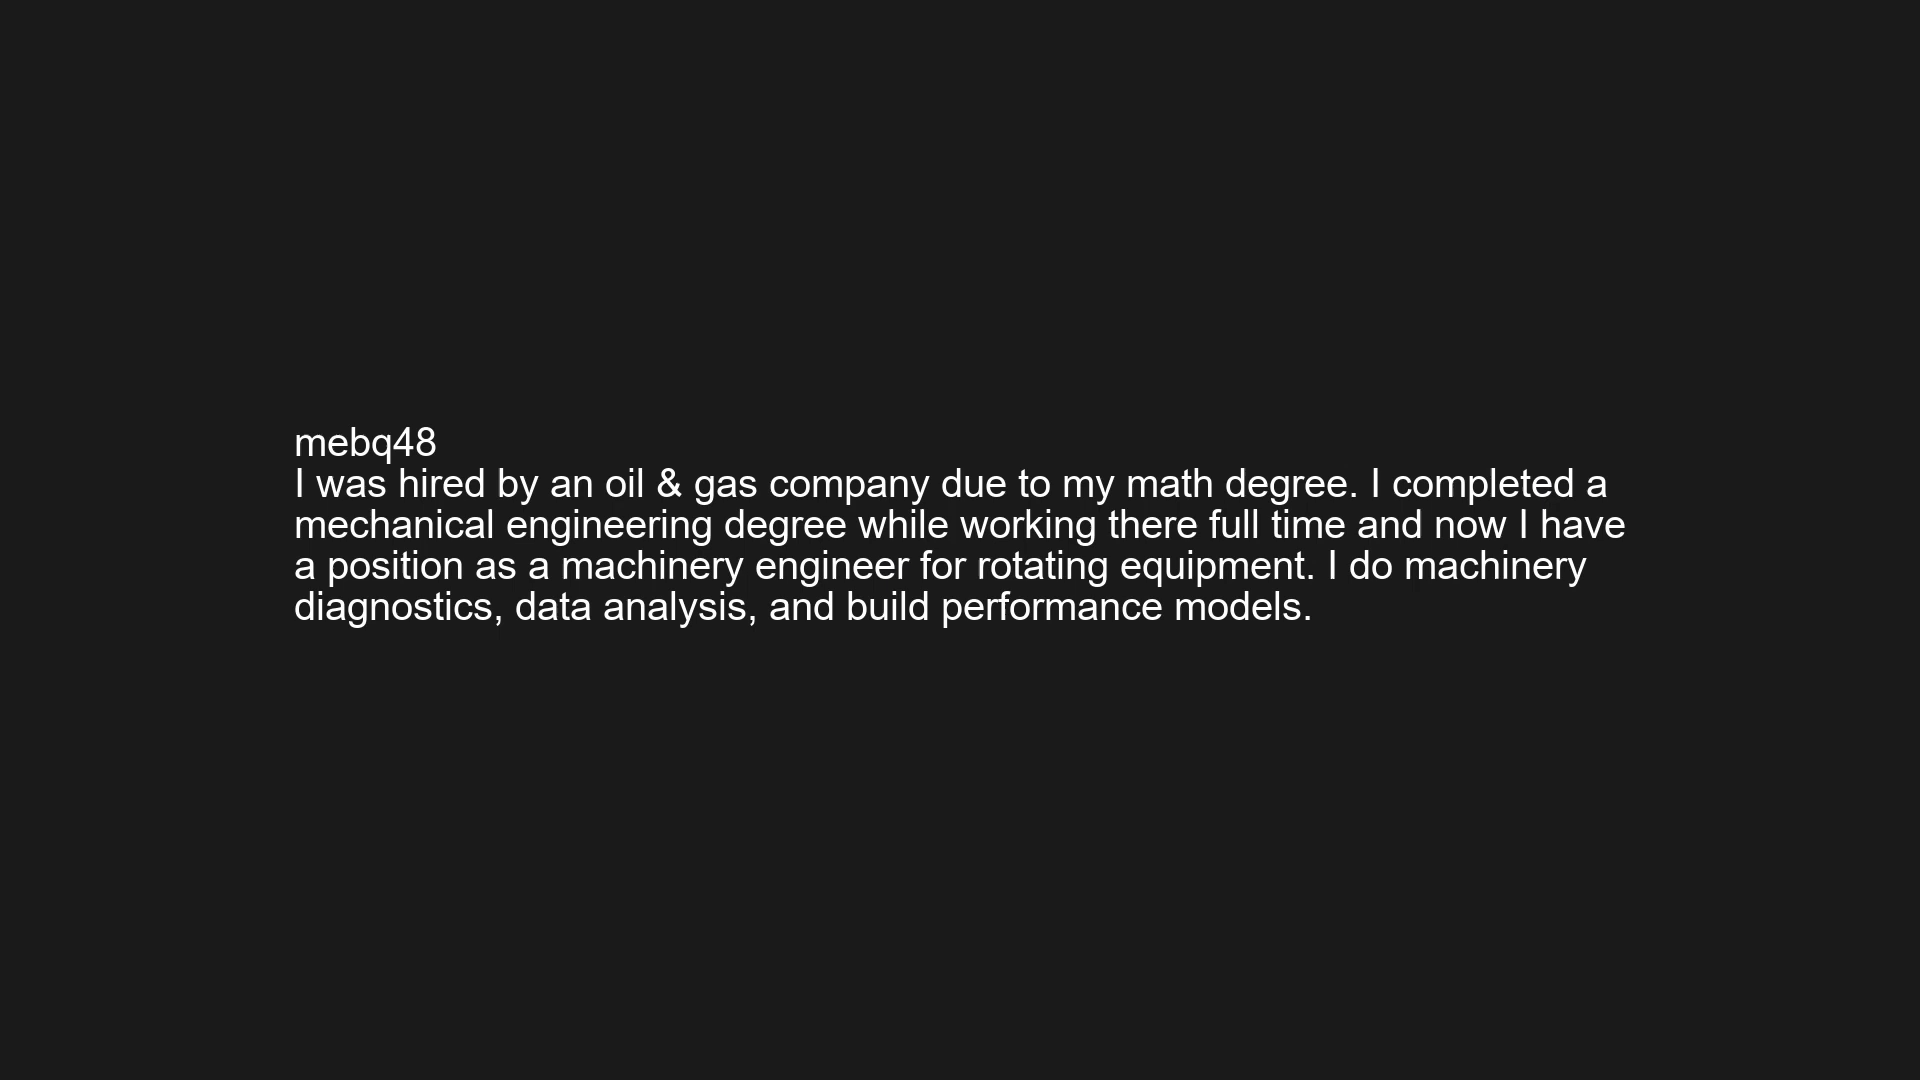 mebq48
I was hired by an oil & gas company due to my math degree. I completed a
mechanical engineering degree while working there full time and now I have
a position as a machinery engineer for rotating equipment. I do machinery
diagnostics, data analysis, and build performance models.